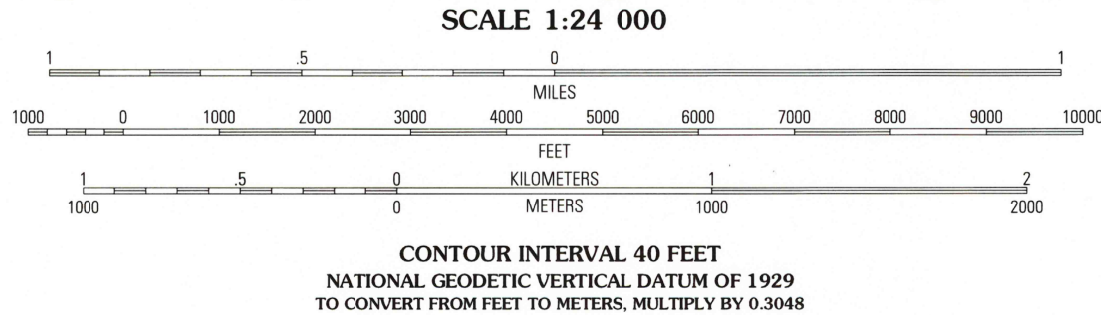 SCALE 1:24 000
1 .5 0 1
MILES
1000 0 1000 2000 3000 4000 5000 6000 7000 8000 9000 10000
FEET
1 .5 0 KILOMETERS 1 2
1000 0 METERS 1000 2000
CONTOUR INTERVAL 40 FEET
NATIONAL GEODETIC VERTICAL DATUM OF 1929
TO CONVERT FROM FEET TO METERS, MULTIPLY BY 0.3048